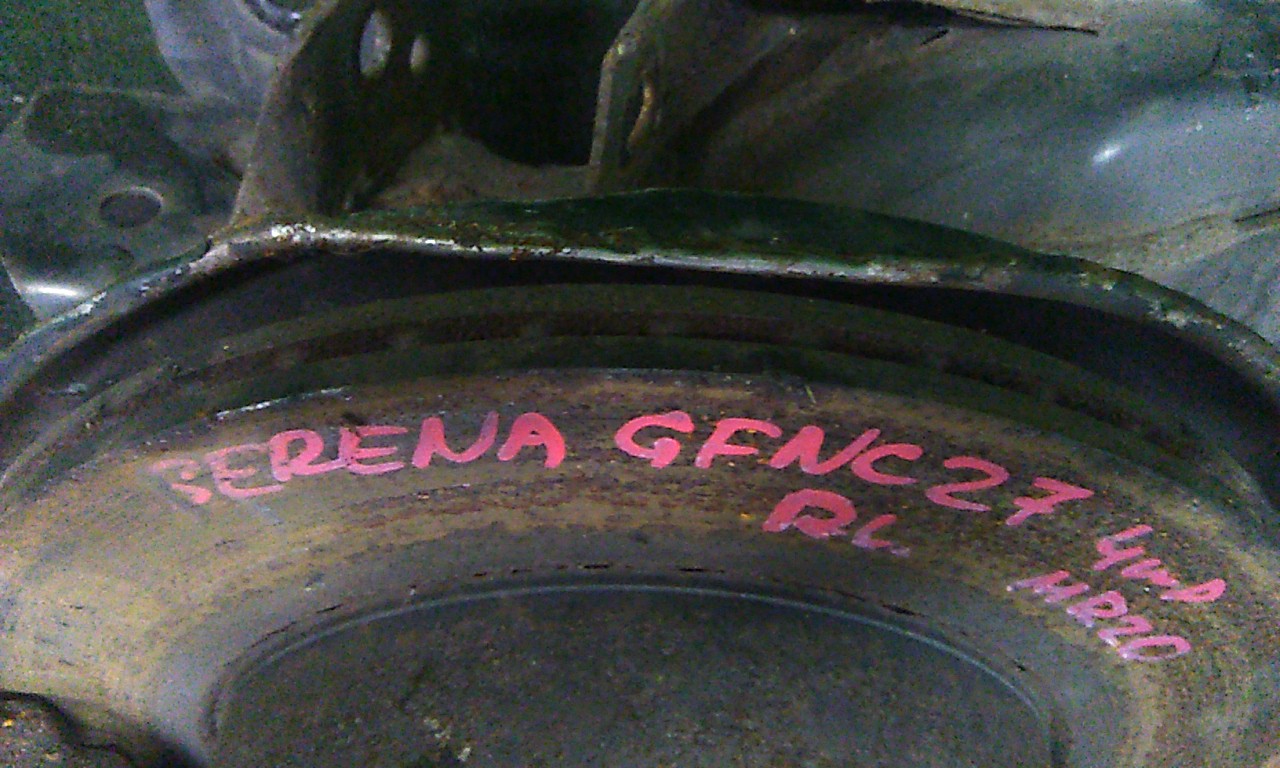 SERENA GFNC27 4WD
RL. MR20